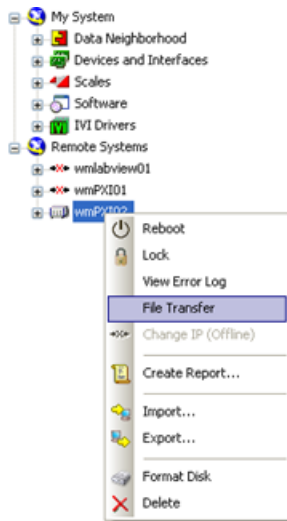 My System
Data Neighborhood
Devices and Interfaces
Scales
Software
IVI Drivers
Remote Systems
wmlabview01
wmPXI01
wmPXI02
Reboot
Lock
View Error Log
File Transfer
Change IP (Offline)
Create Report...
Import...
Export...
Format Disk
Delete